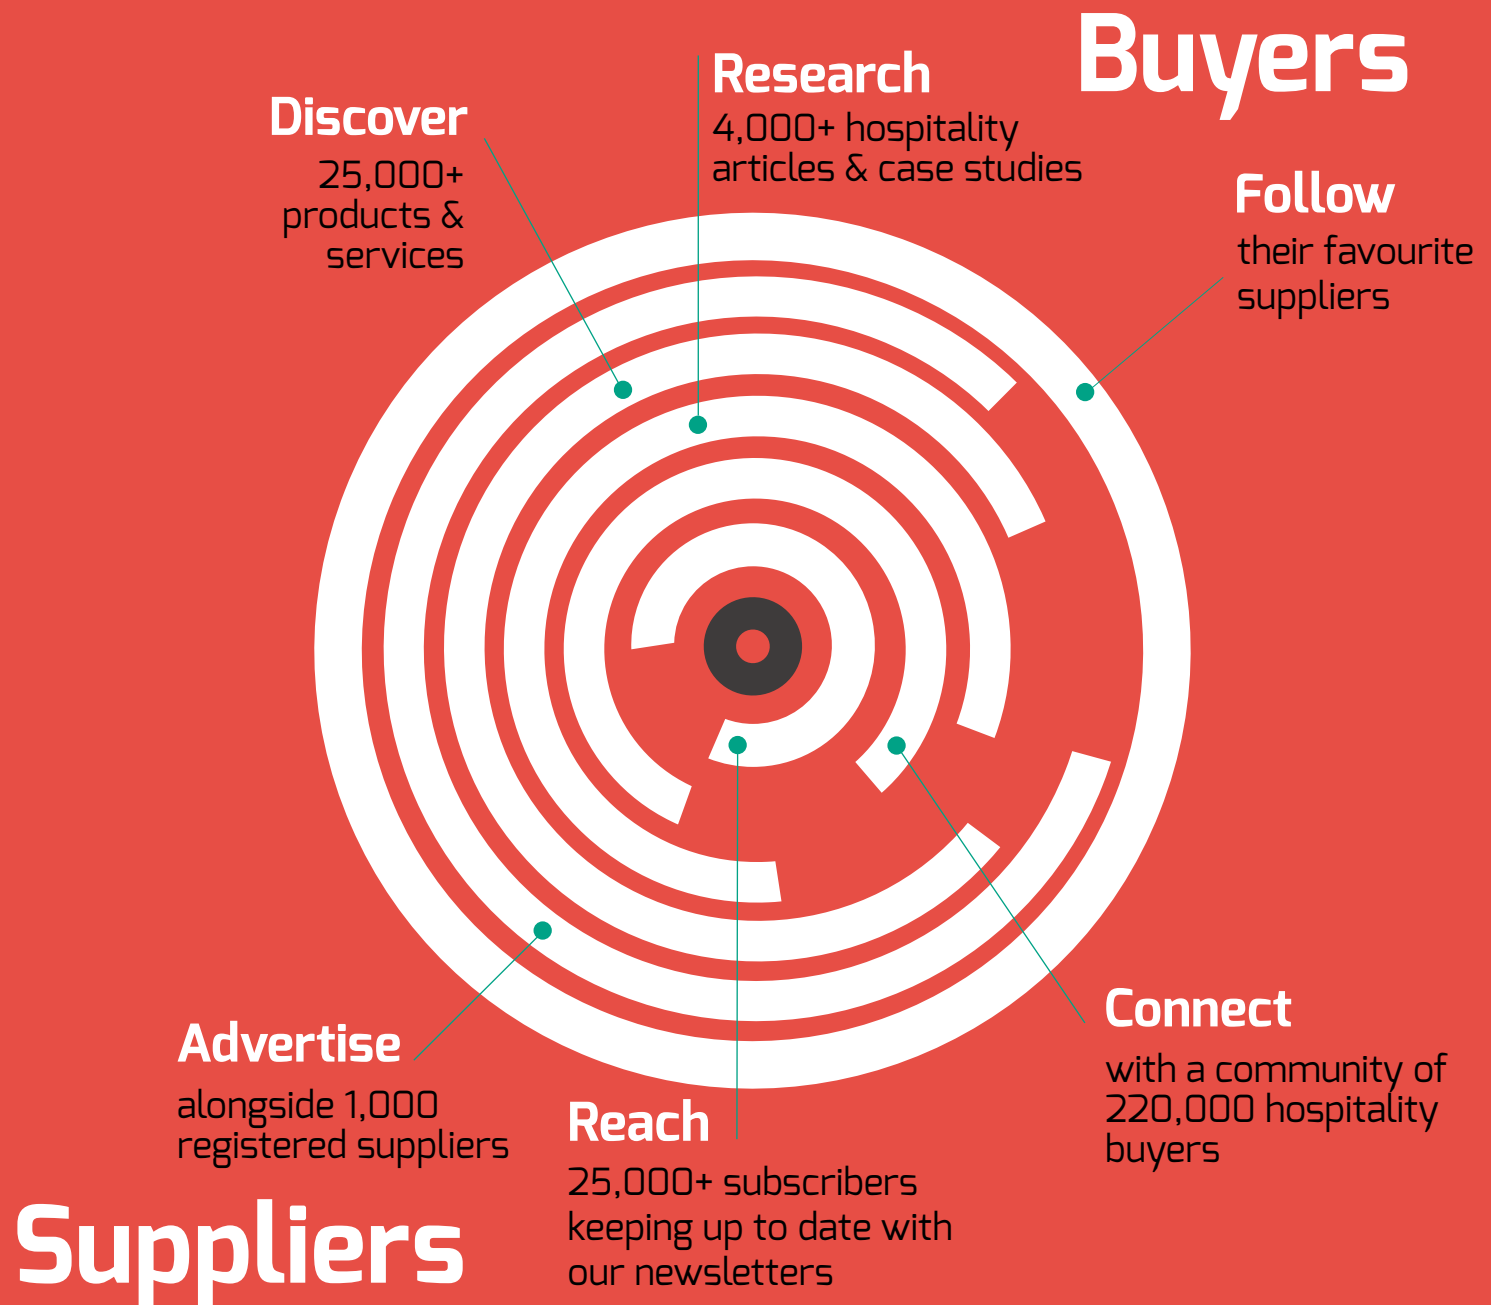 Buyers
Research
4,000+ hospitality
articles & case studies
Discover
25,000+
products &
services
Follow
their favourite
suppliers
Advertise
alongside 1,000
registered suppliers
Reach
25,000+ subscribers
keeping up to date with
our newsletters
Connect
with a community of
220,000 hospitality
buyers
Suppliers